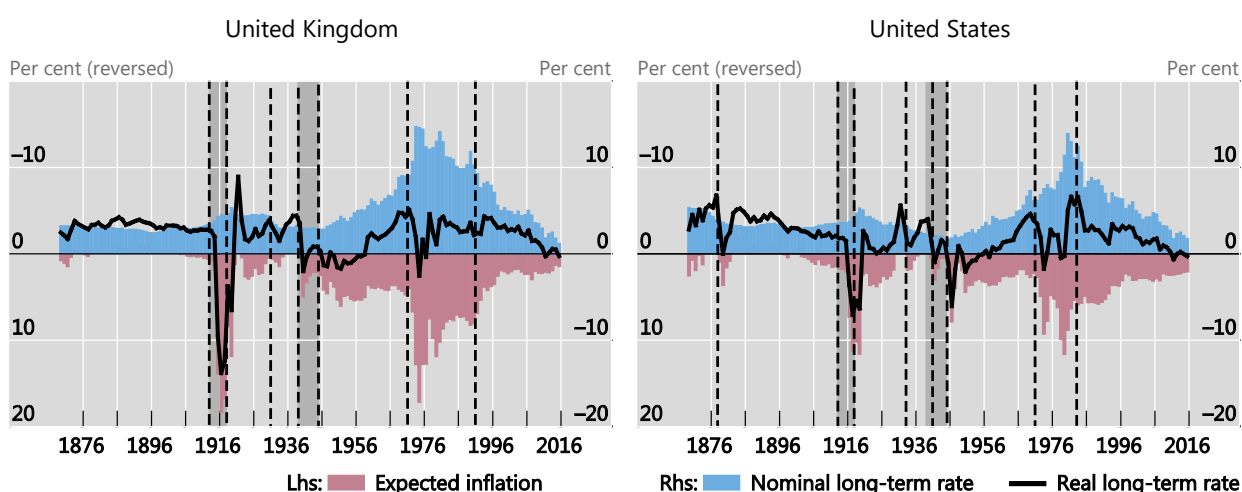 United Kingdom
United States
Per cent (reversed)
Per cent
Per cent (reversed)
Per cent
–10
10
–10
10
0
0
0
0
10
–10
10
–10
20
–20
20
–20
1876 1896 1916 1936 1956 1976 1996 2016
1876 1896 1916 1936 1956 1976 1996 2016
Lhs: Expected inflation
Rhs: Nominal long-term rate Real long-term rate